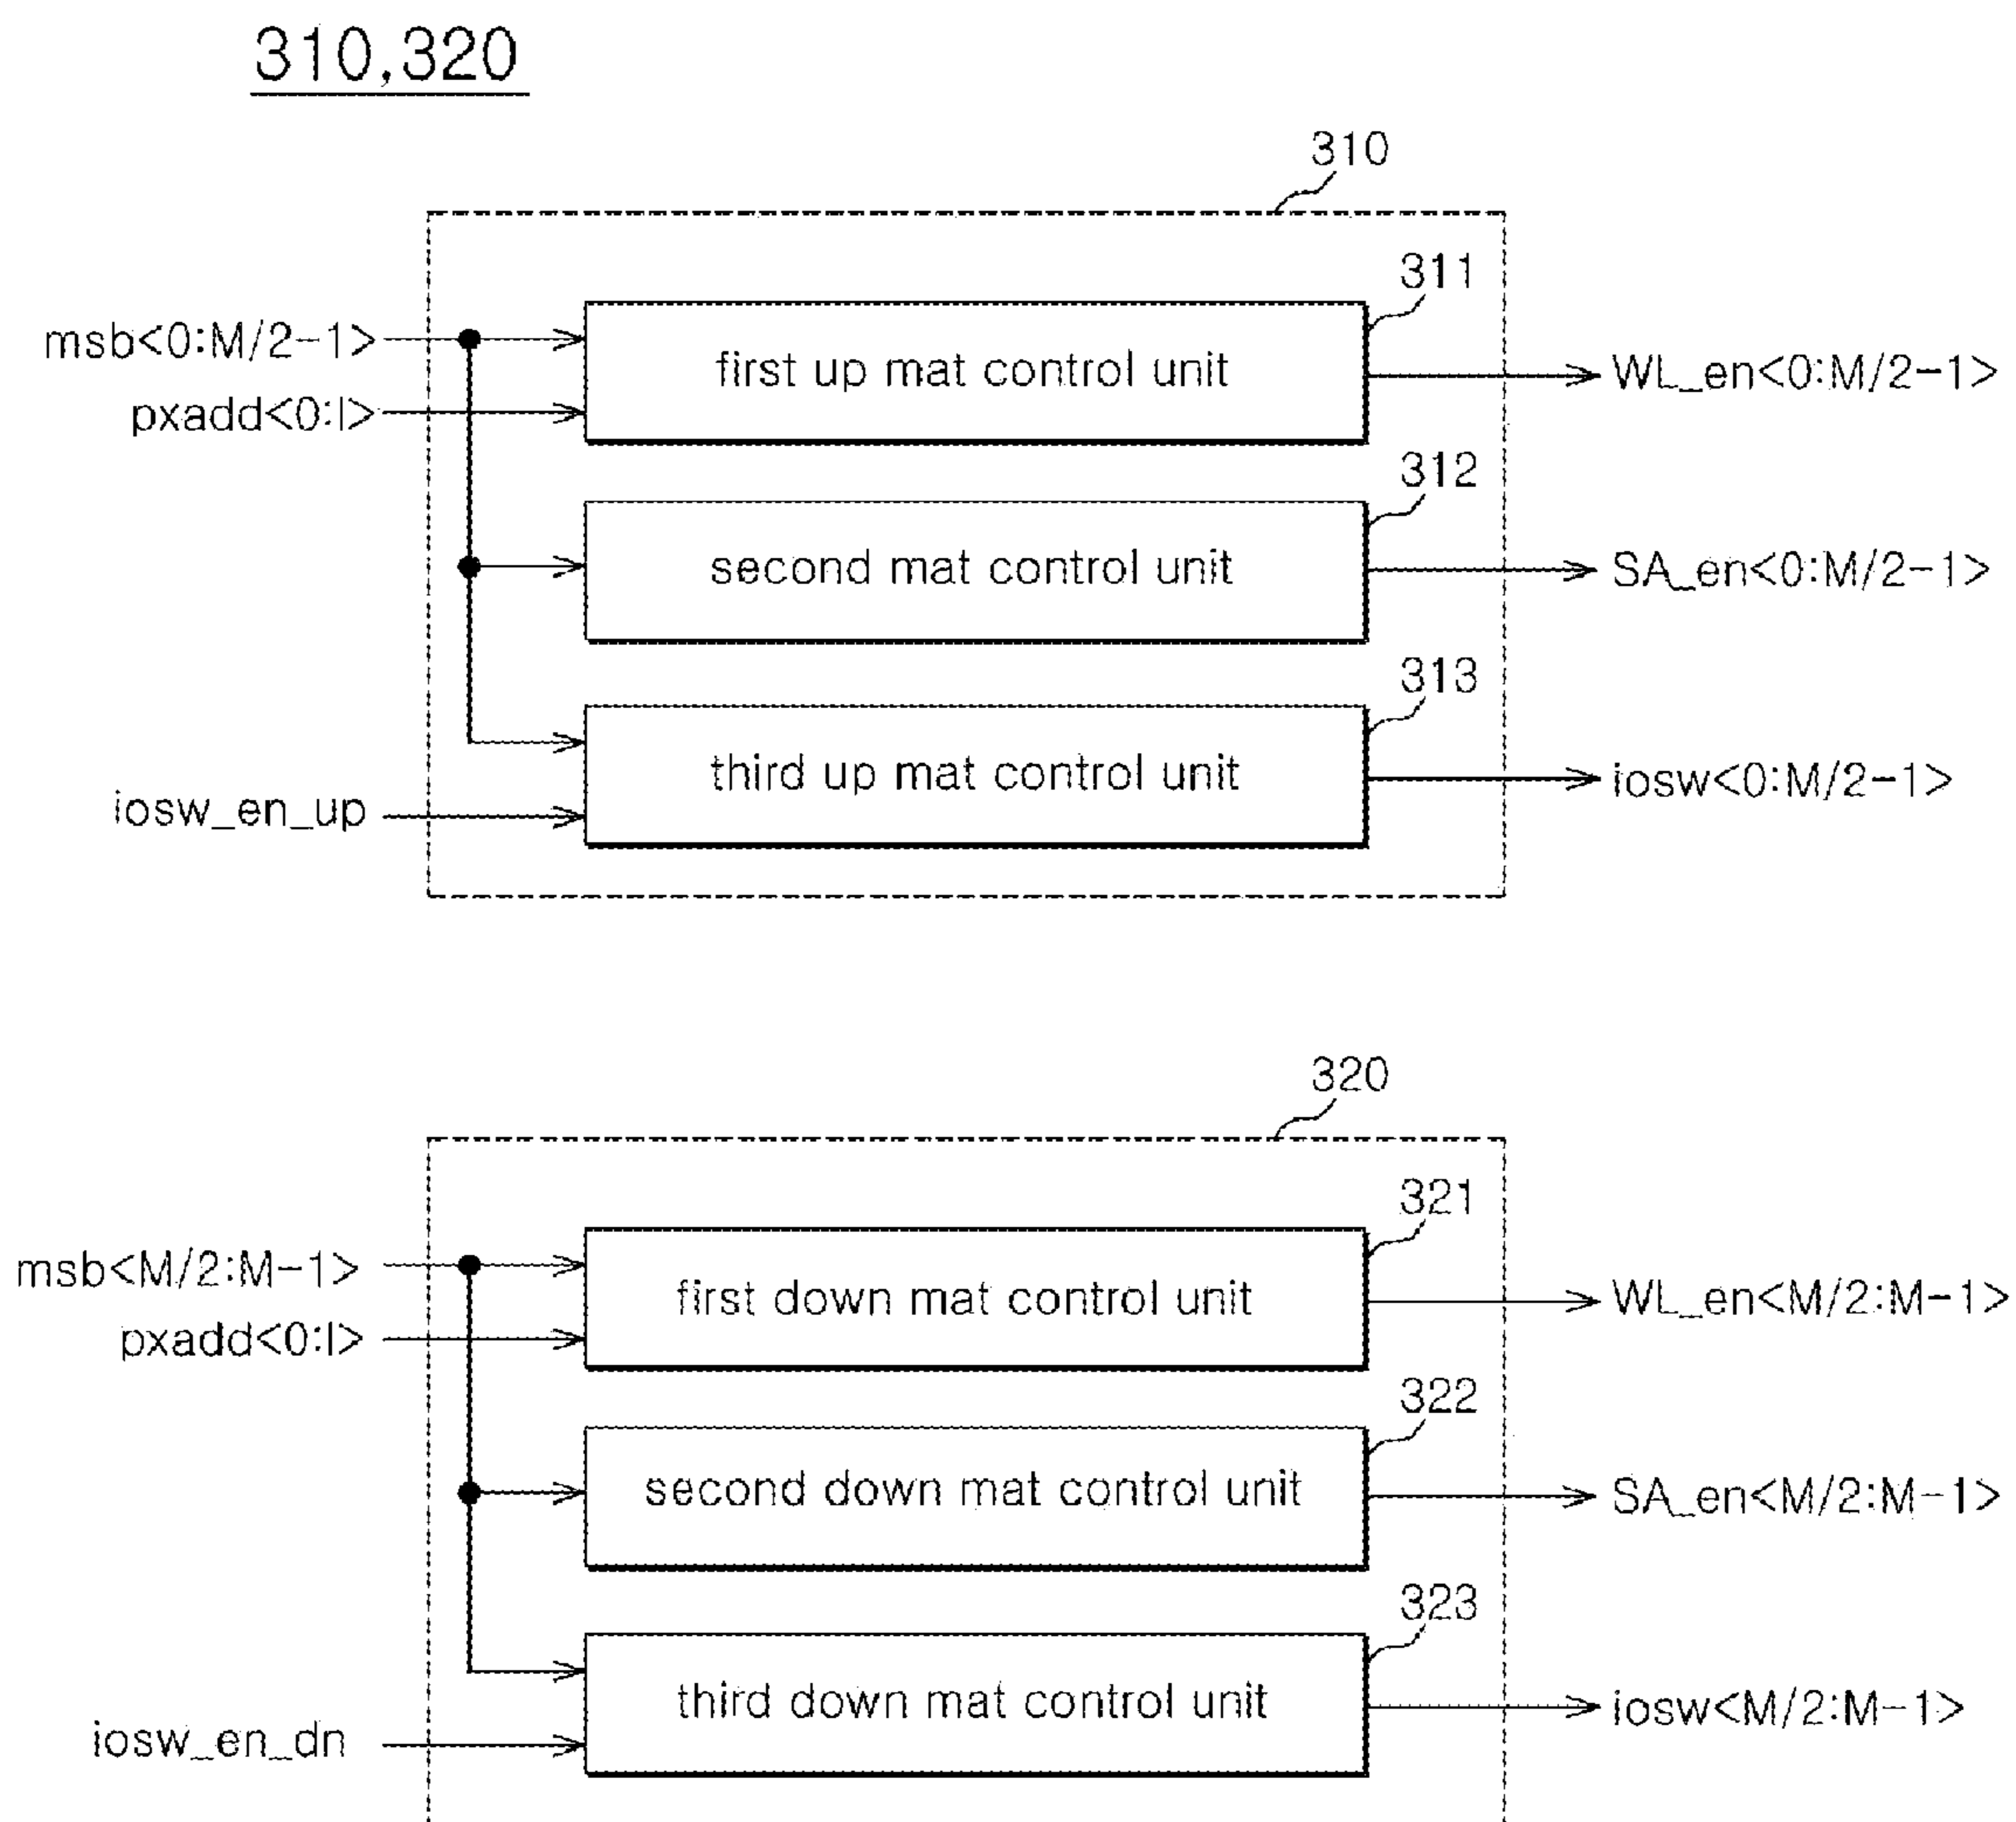 310,320
310
311
msb<0:M/2-1>
first up mat control unit
WL_en<0:M/2-1>
pxadd<0:l>
312
second mat control unit
SA_en<0:M/2-1>
313
third up mat control unit
iosw<0:M/2-1>
iosw_en_up
320
321
msb<M/2:M-1>
first down mat control unit
WL_en<M/2:M-1>
pxadd<0:l>
322
second down mat control unit
SA_en<M/2:M-1>
323
third down mat control unit
iosw<M/2:M-1>
iosw_en_dn